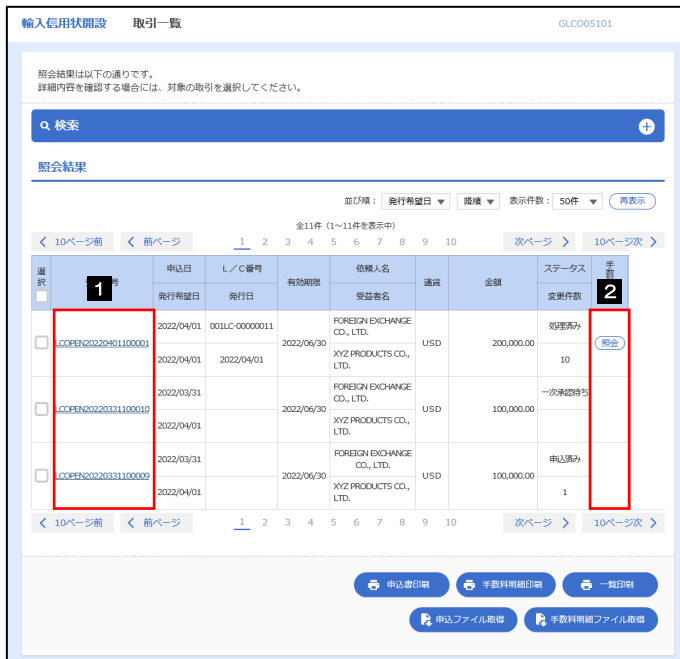 輸入信用状開設 取引一覧 GLCO05101
照会結果は以下の通りです。
詳細内容を確認する場合には、対象の取引を選択してください。
検索
照会結果
並び順： 発行希望日 ▼ 降順 ▼ 表示件数： 50件 ▼ 再表示
全11件（1～11件を表示中）
10ページ前 前ページ 1 2 3 4 5 6 7 8 9 10 次ページ 10ページ次
選択 1 号 申込日 L／C番号 有効期限 依頼人名 通貨 金額 ステータス 手数 2
発行希望日 発行日 受益者名 変更件数
LCOPEN20220401100001 2022/04/01 001LC-00000011 2022/06/30 FOREIGN EXCHANGE CO., LTD. USD 200,000.00 処理済み 照会
2022/04/01 2022/04/01 XYZ PRODUCTS CO., LTD. 10
LCOPEN20220331100010 2022/03/31 2022/06/30 FOREIGN EXCHANGE CO., LTD. USD 100,000.00 一次承認待ち
2022/04/01 XYZ PRODUCTS CO., LTD.
LCOPEN20220331100009 2022/03/31 2022/06/30 FOREIGN EXCHANGE CO., LTD. USD 100,000.00 申込済み
2022/04/01 XYZ PRODUCTS CO., LTD. 1
10ページ前 前ページ 1 2 3 4 5 6 7 8 9 10 次ページ 10ページ次
申込書印刷 手数料明細印刷 一覧印刷
申込ファイル取得 手数料明細ファイル取得